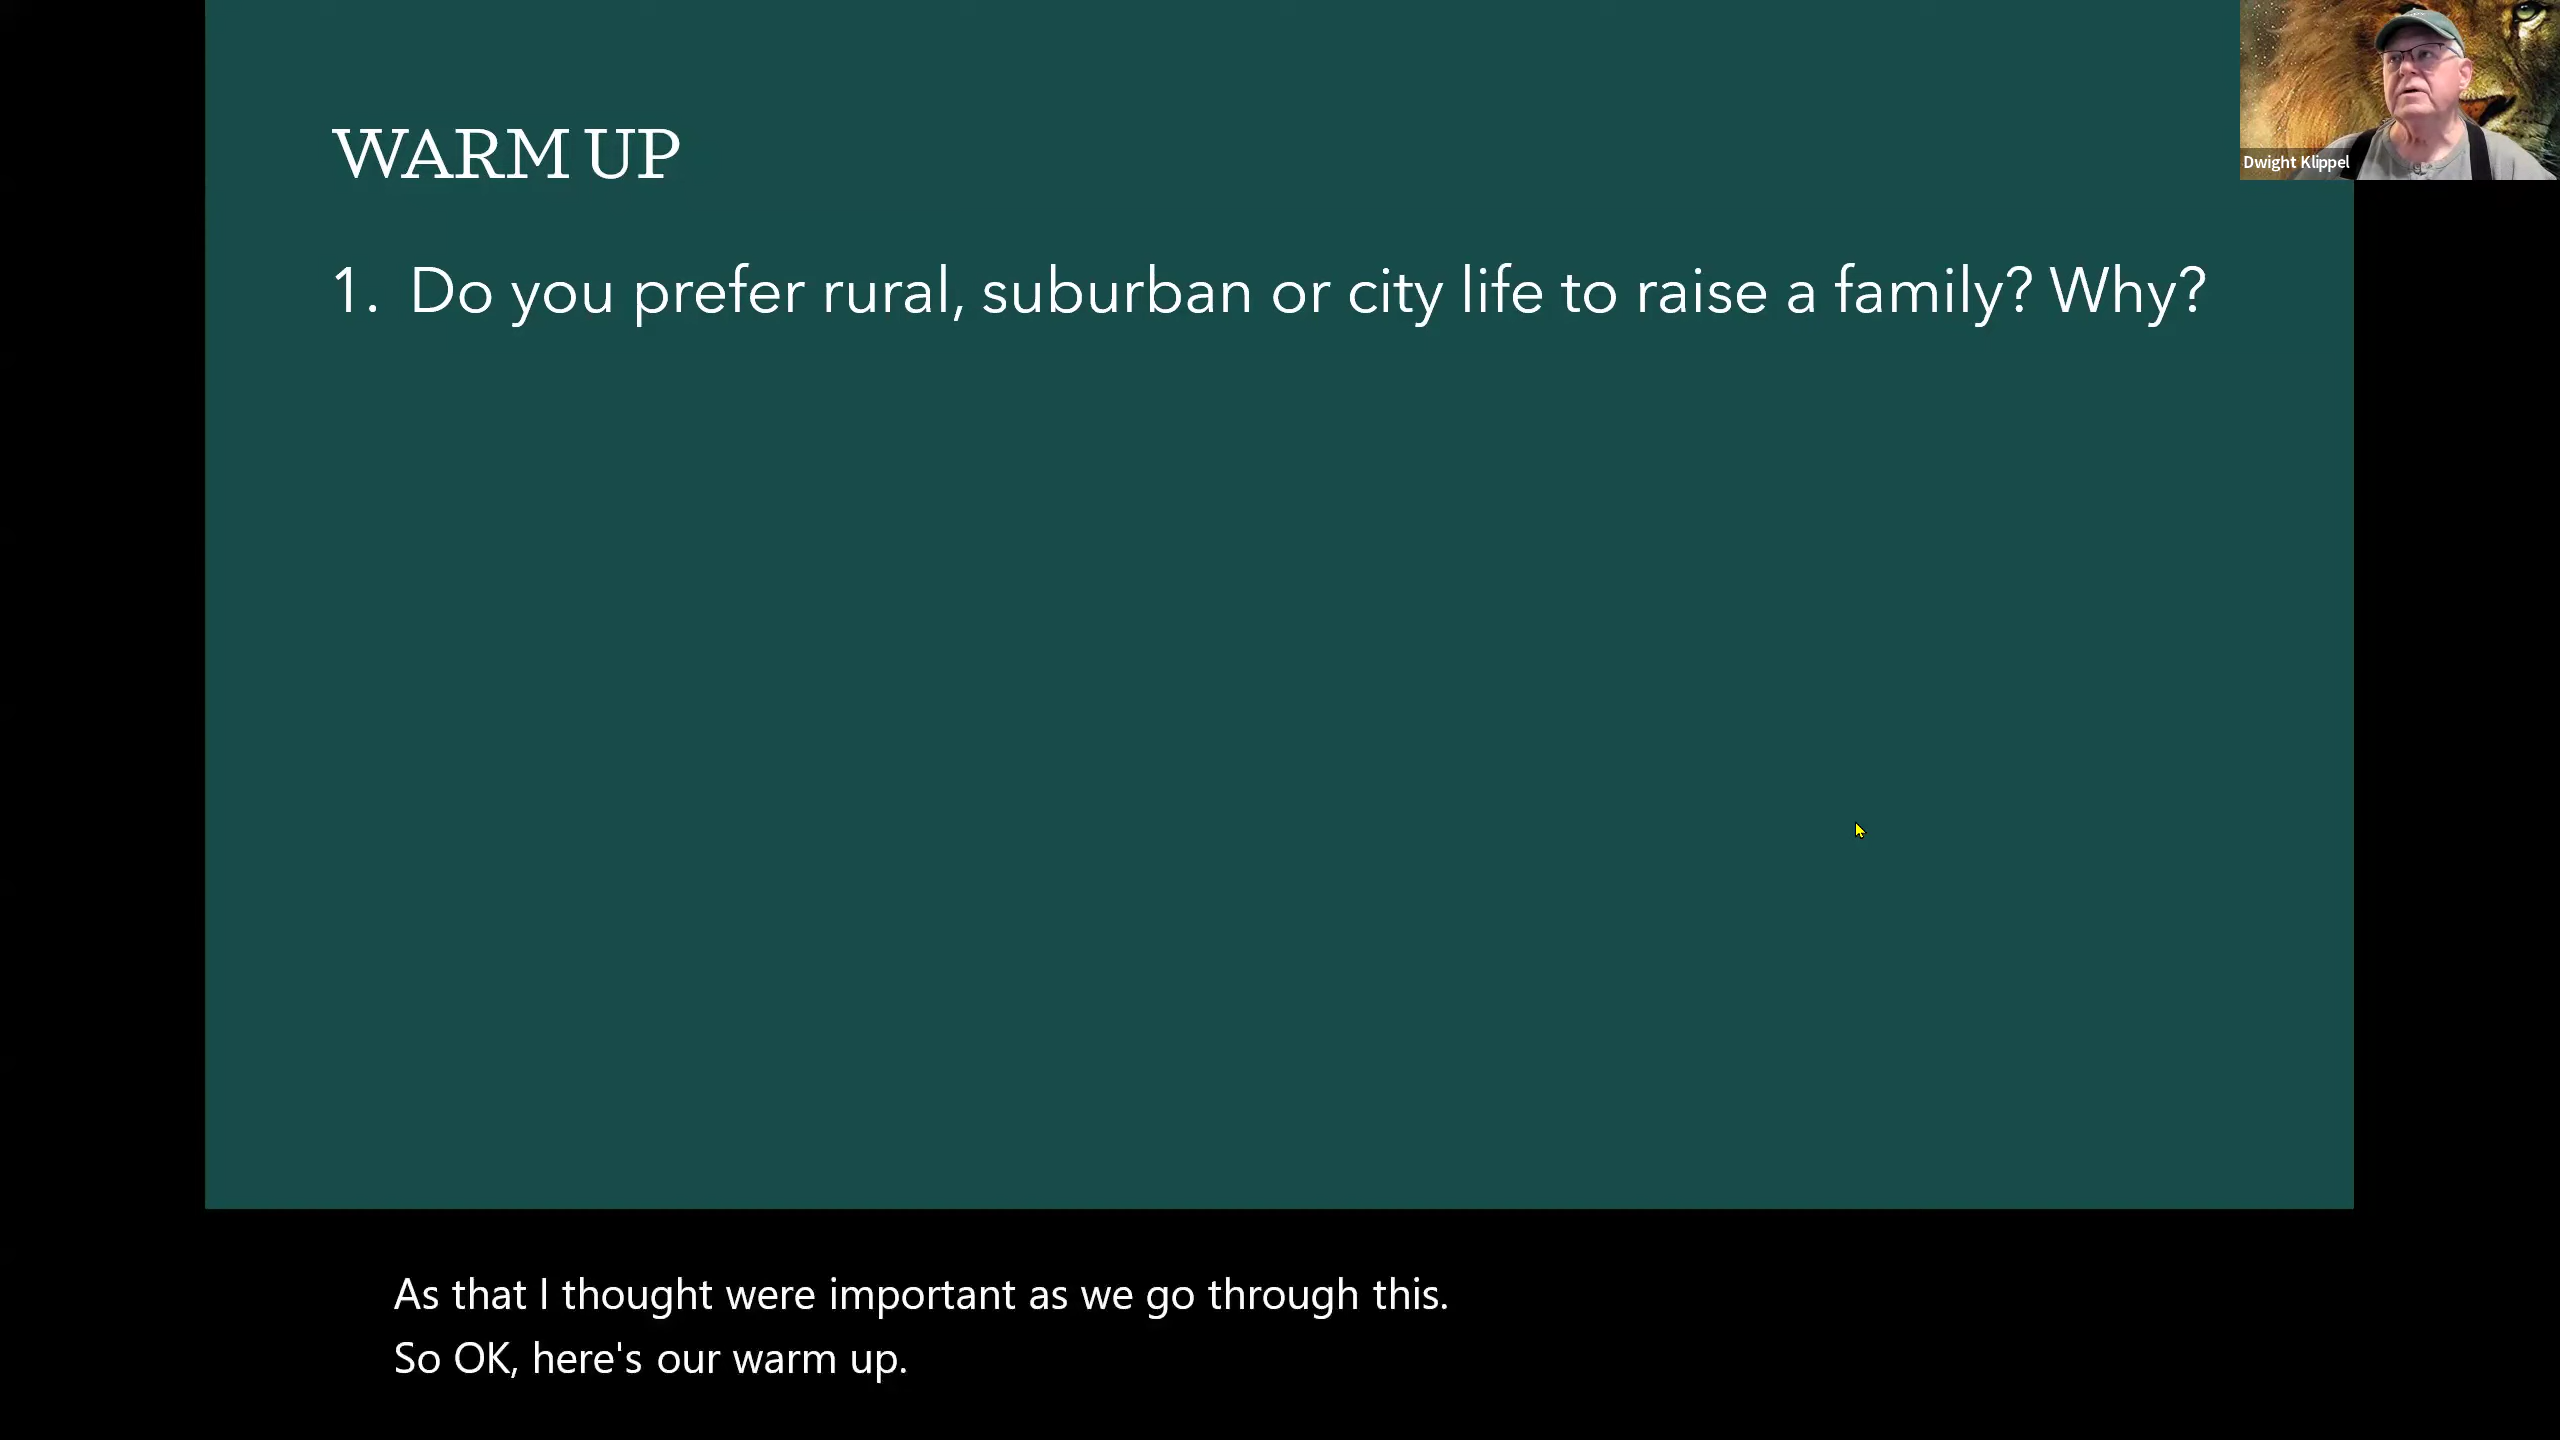 WARM UP
1. Do you prefer rural, suburban or city life to raise a family? Why?
Dwight Klippel
As that I thought were important as we go through this.
So OK, here's our warm up.